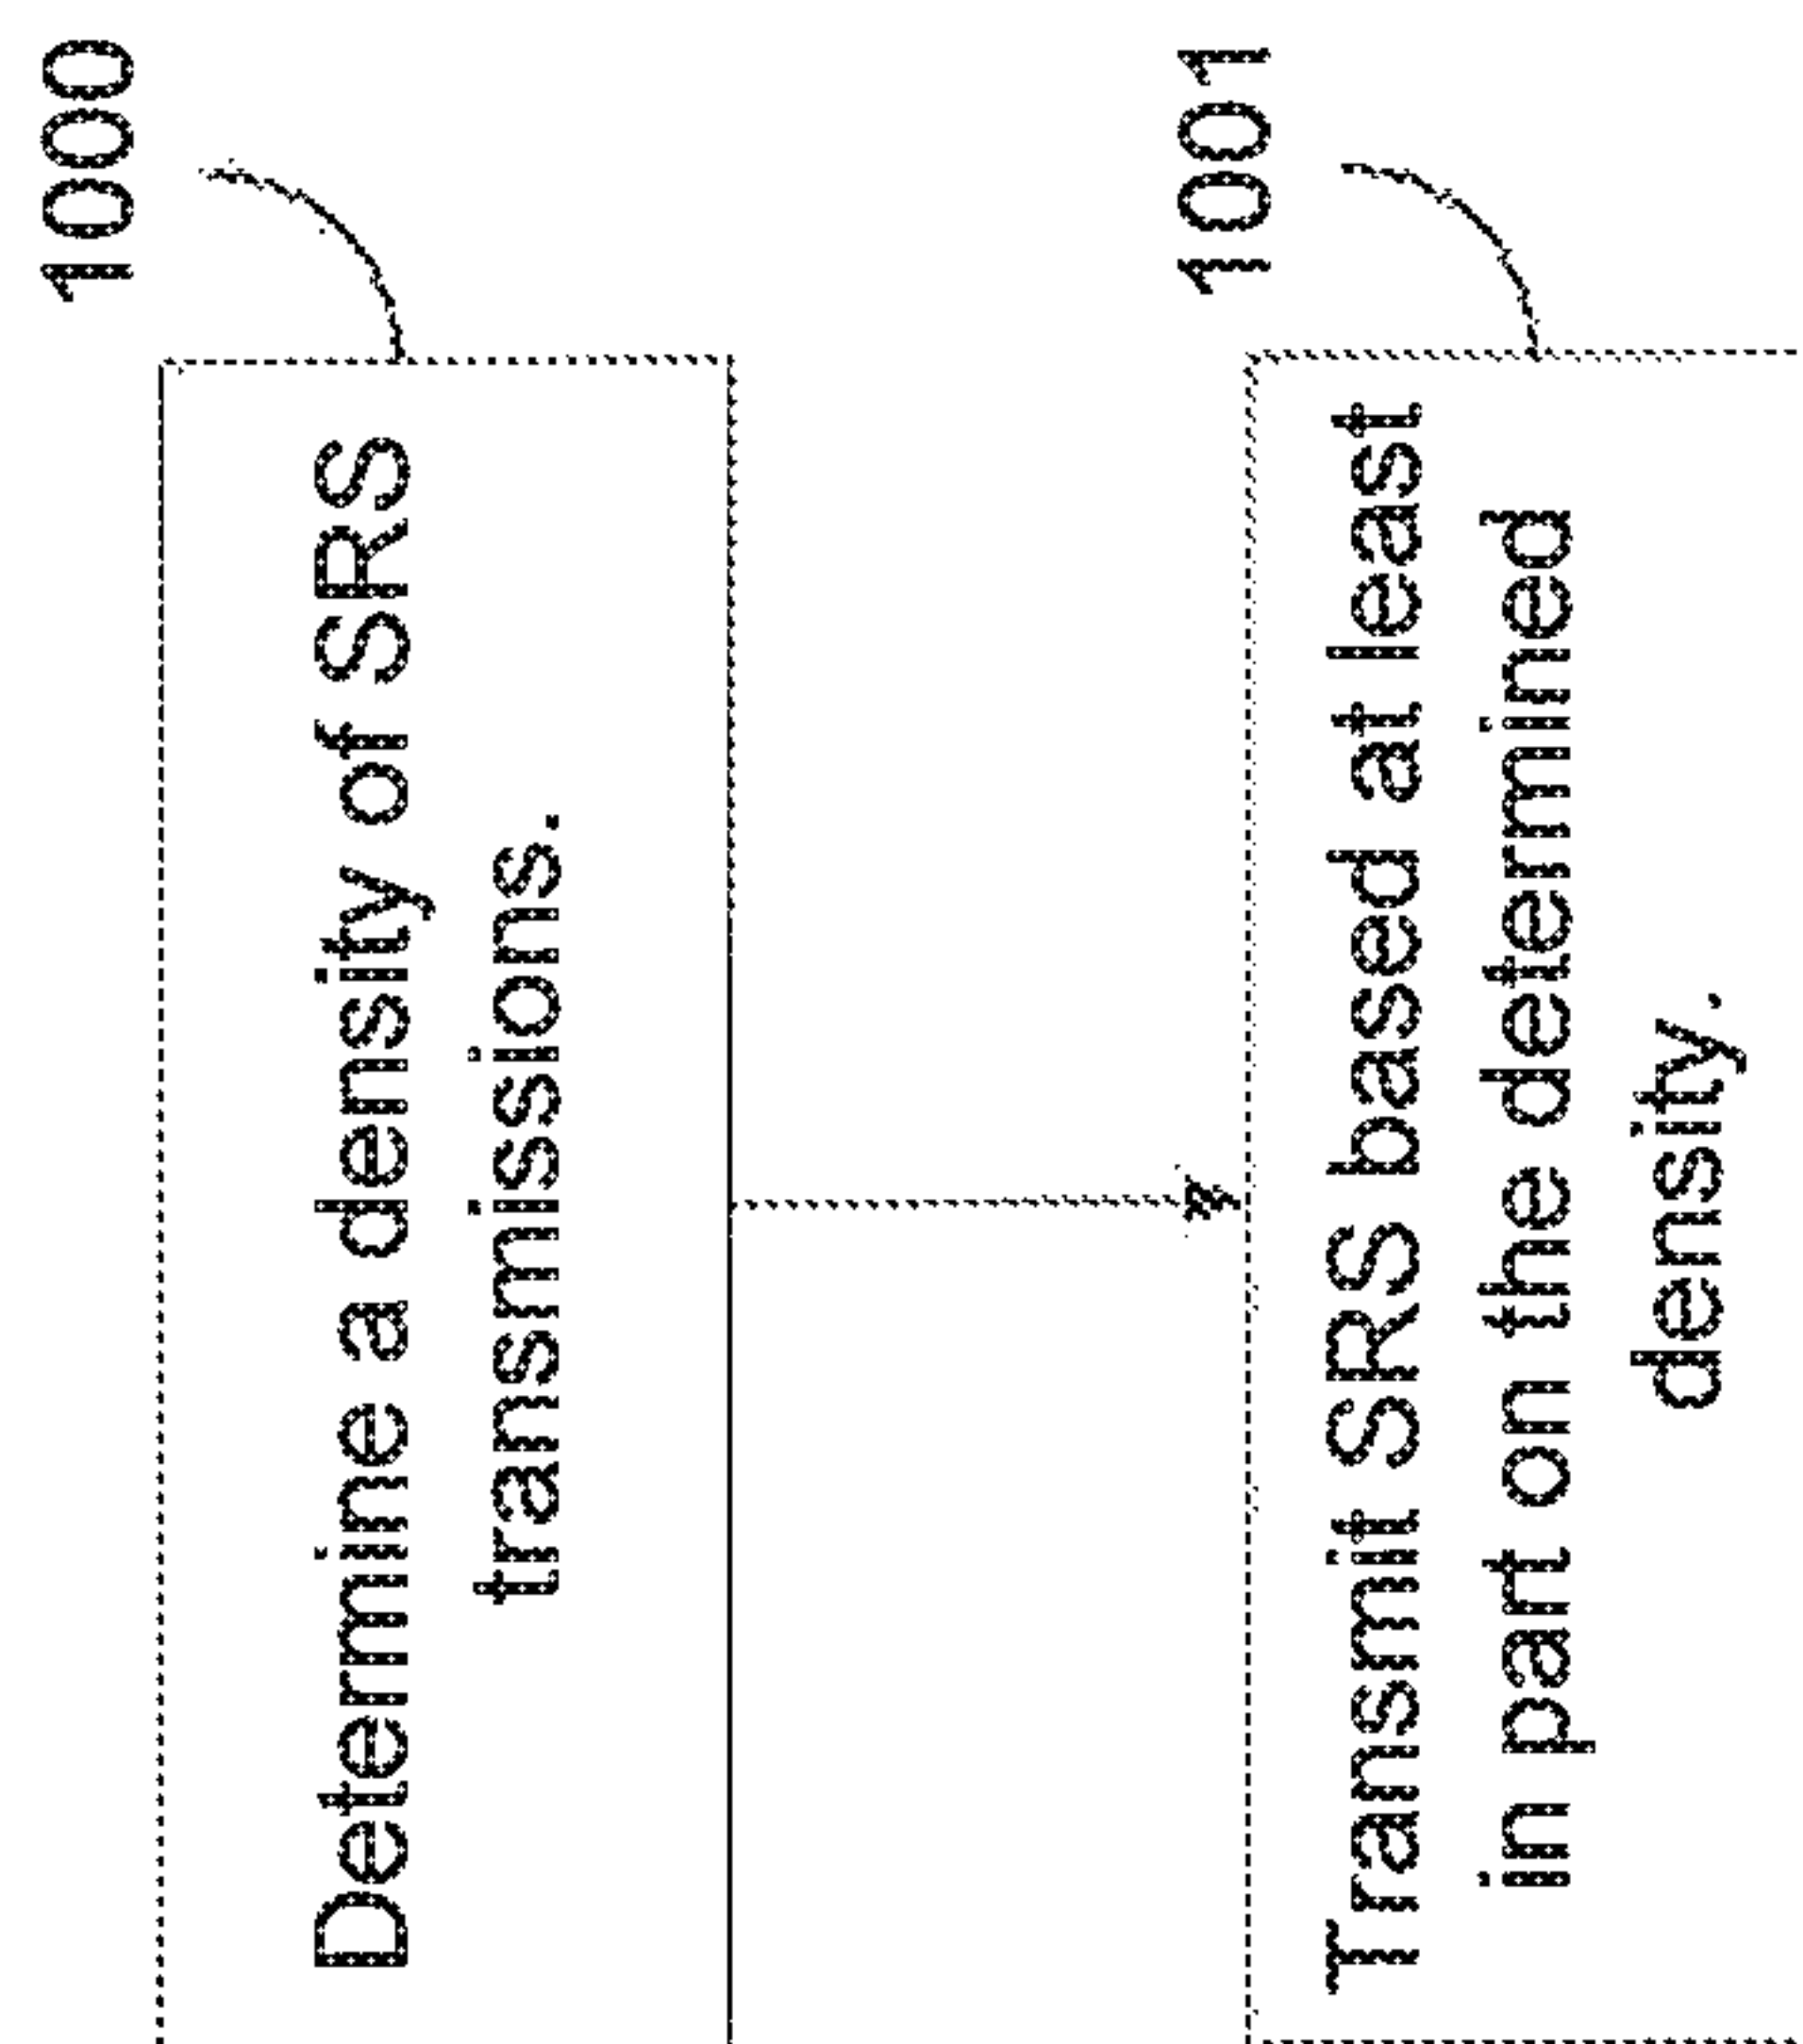 1000
Determine a density of SRS
transmissions.
1001
Transmit SRS based at least
in part on the determined
density.